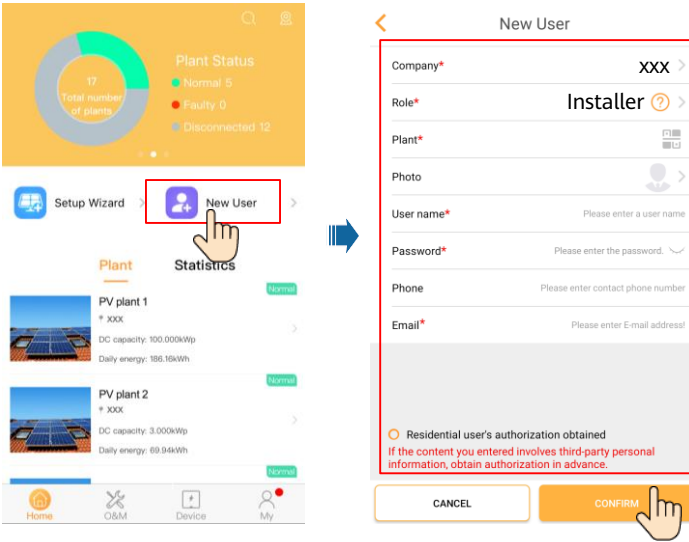 17
Total number
of plants
Plant Status
Normal 5
Faulty 0
Disconnected 12
Setup Wizard
New User
Plant
Statistics
Normal
PV plant 1
XXX
DC capacity: 100.000kWp
Daily energy: 186.16kWh
Normal
PV plant 2
XXX
DC capacity: 3.000kWp
Daily energy: 69.94kWh
Normal
Home
O&M
Device
My
New User
Company*
xxx
Role*
Installer ?
Plant*
Photo
User name*
Please enter a user name
Password*
Please enter the password.
Phone
Please enter contact phone number
Email*
Please enter E-mail address!
Residential user's authorization obtained
If the content you entered involves third-party personal
information, obtain authorization in advance.
CANCEL
CONFIRM